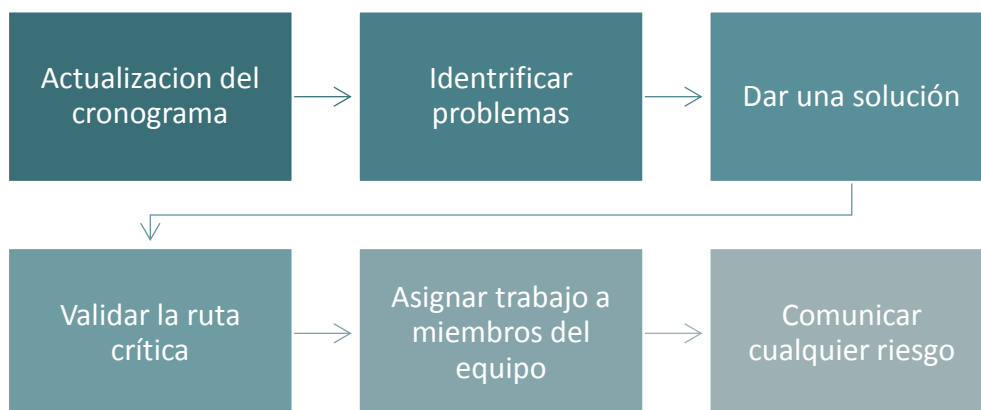 Actualizacion del
cronograma
Identrificar
problemas
Dar una solución
Validar la ruta
crítica
Asignar trabajo a
miembros del
equipo
Comunicar
cualquier riesgo